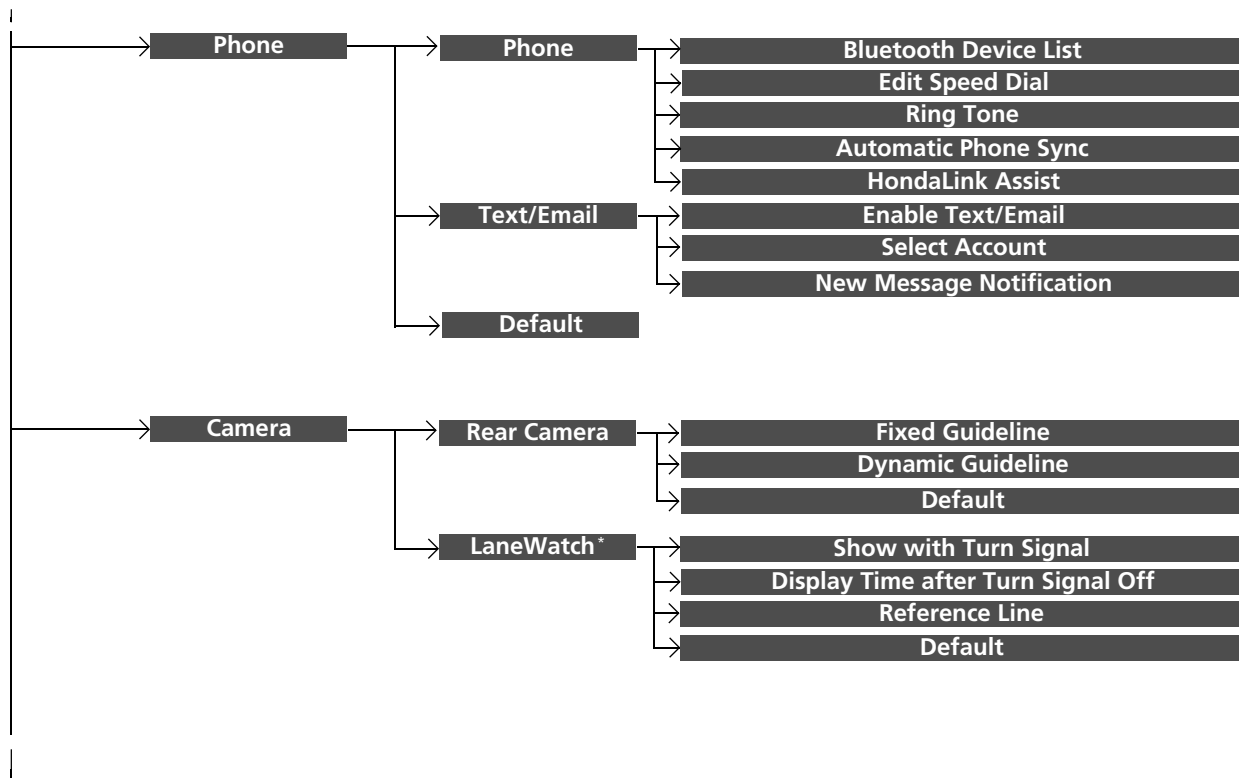 Phone
Phone
Bluetooth Device List
Edit Speed Dial
Ring Tone
Automatic Phone Sync
HondaLink Assist
Text/Email
Enable Text/Email
Select Account
New Message Notification
Default
Camera
Rear Camera
Fixed Guideline
Dynamic Guideline
Default
LaneWatch*
Show with Turn Signal
Display Time after Turn Signal Off
Reference Line
Default